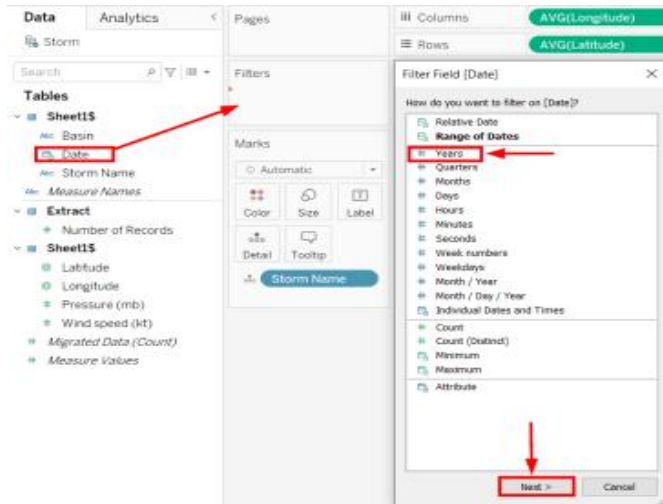 Data
Analytics
Storm
Search
Tables
Sheet1$
Abc Basin
Date
Abc Storm Name
Abc Measure Names
Extract
Number of Records
Sheet1$
Latitude
Longitude
Pressure (mb)
Wind speed (kt)
Migrated Data (Count)
Measure Values
Pages
Filters
Marks
Automatic
Color
Size
Label
Detail
Tooltip
Storm Name
Columns
AVG(Longitude)
Rows
AVG(Latitude)
Filter Field [Date]
How do you want to filter on [Date]?
Relative Date
Range of Dates
# Years
# Quarters
# Months
# Days
# Hours
# Minutes
# Seconds
# Week numbers
# Weekdays
# Month / Year
# Month / Day / Year
Individual Dates and Times
# Count
# Count (Distinct)
Minimum
Maximum
Attribute
Next >
Cancel